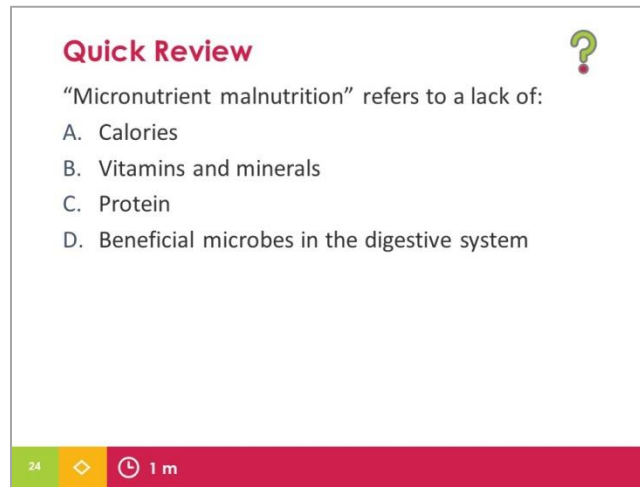 Quick Review
“Micronutrient malnutrition” refers to a lack of:
A. Calories
B. Vitamins and minerals
C. Protein
D. Beneficial microbes in the digestive system
24
1 m